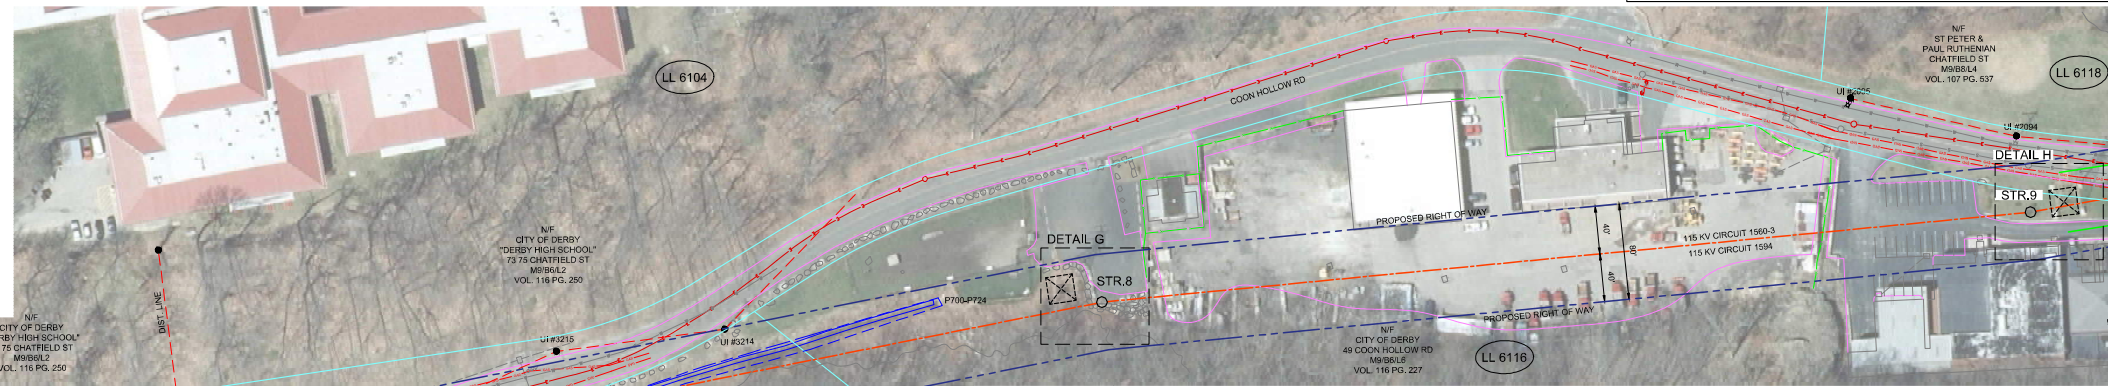 N/F
CITY OF DERBY
"DERBY HIGH SCHOOL"
73 75 CHATFIELD ST
M9/B6/L2
VOL. 116 PG. 250
N/F
CITY OF DERBY
RBY HIGH SCHOOL"
75 CHATFIELD ST
M9/B6/L2
VOL. 116 PG. 250
DIST. LINE
UI #3215
UI #3214
LL 6104
P700-P724
DETAIL G
STR.8
COON HOLLOW RD
PROPOSED RIGHT OF WAY
40'
80'
40'
115 KV CIRCUIT 1560-3
115 KV CIRCUIT 1594
PROPOSED RIGHT OF WAY
N/F
CITY OF DERBY
49 COON HOLLOW RD
M9/B6/L6
VOL. 116 PG. 227
LL 6116
N/F
ST PETER &
PAUL RUTHENIAN
CHATFIELD ST
M9/B8/L4
VOL. 107 PG. 537
LL 6118
UI #2095
UI #2094
DETAIL H
STR.9